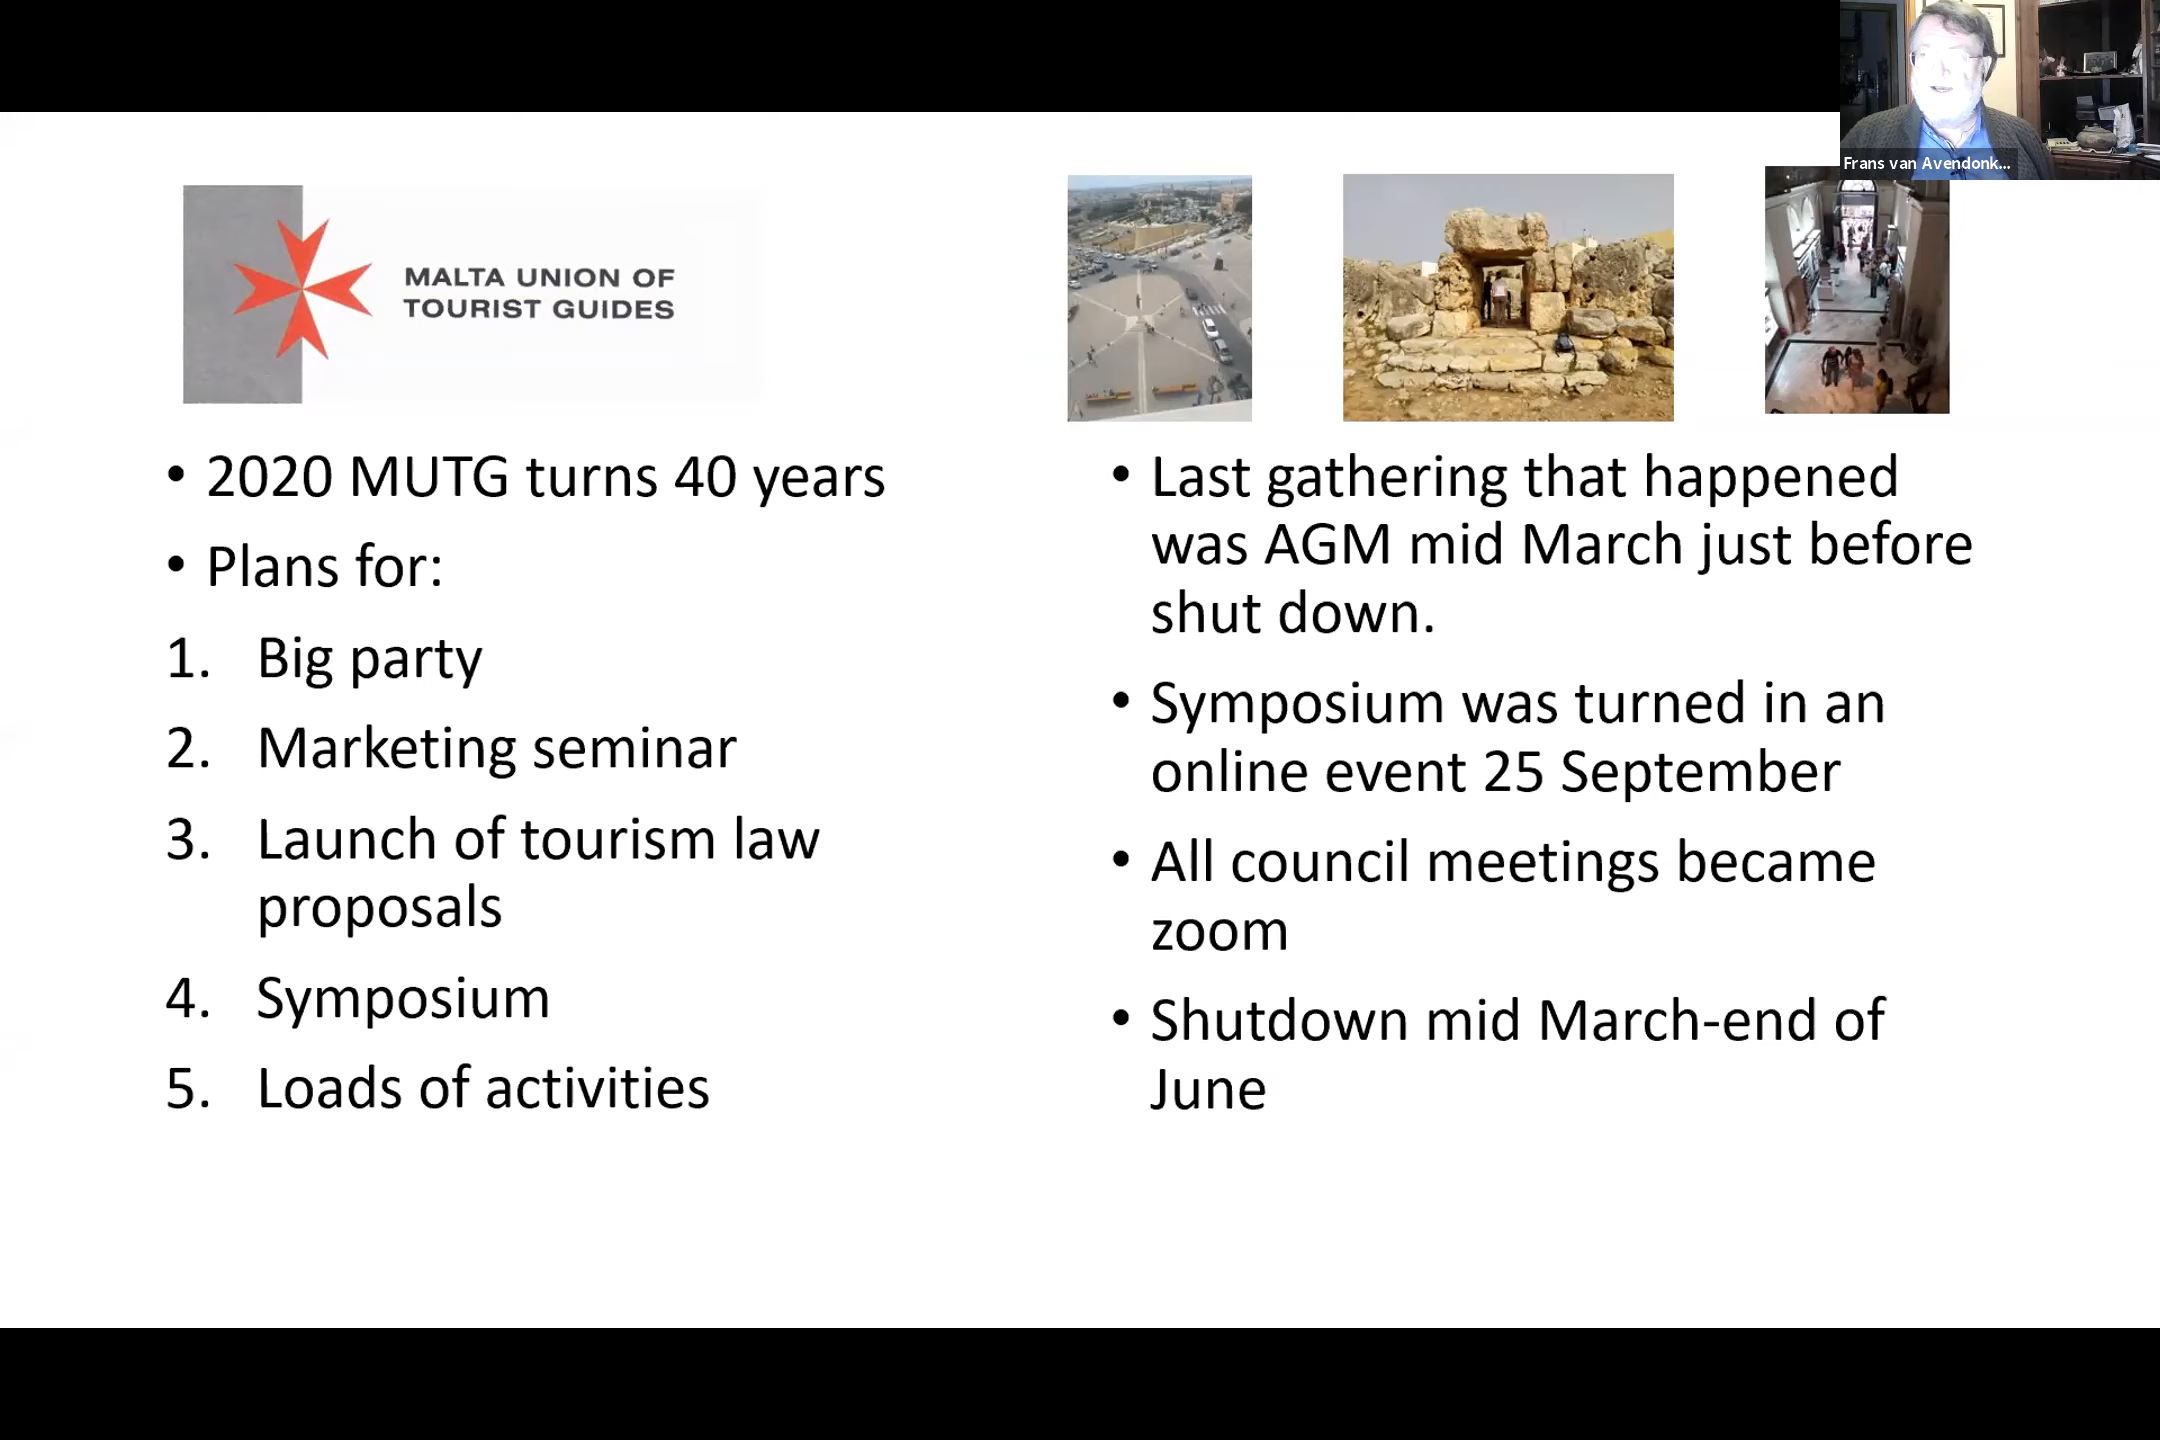 Frans van Avendonk...
MALTA UNION OF
TOURIST GUIDES
• 2020 MUTG turns 40 years
• Plans for:
1. Big party
2. Marketing seminar
3. Launch of tourism law
proposals
4. Symposium
5. Loads of activities
• Last gathering that happened
was AGM mid March just before
shut down.
• Symposium was turned in an
online event 25 September
• All council meetings became
zoom
• Shutdown mid March-end of
June